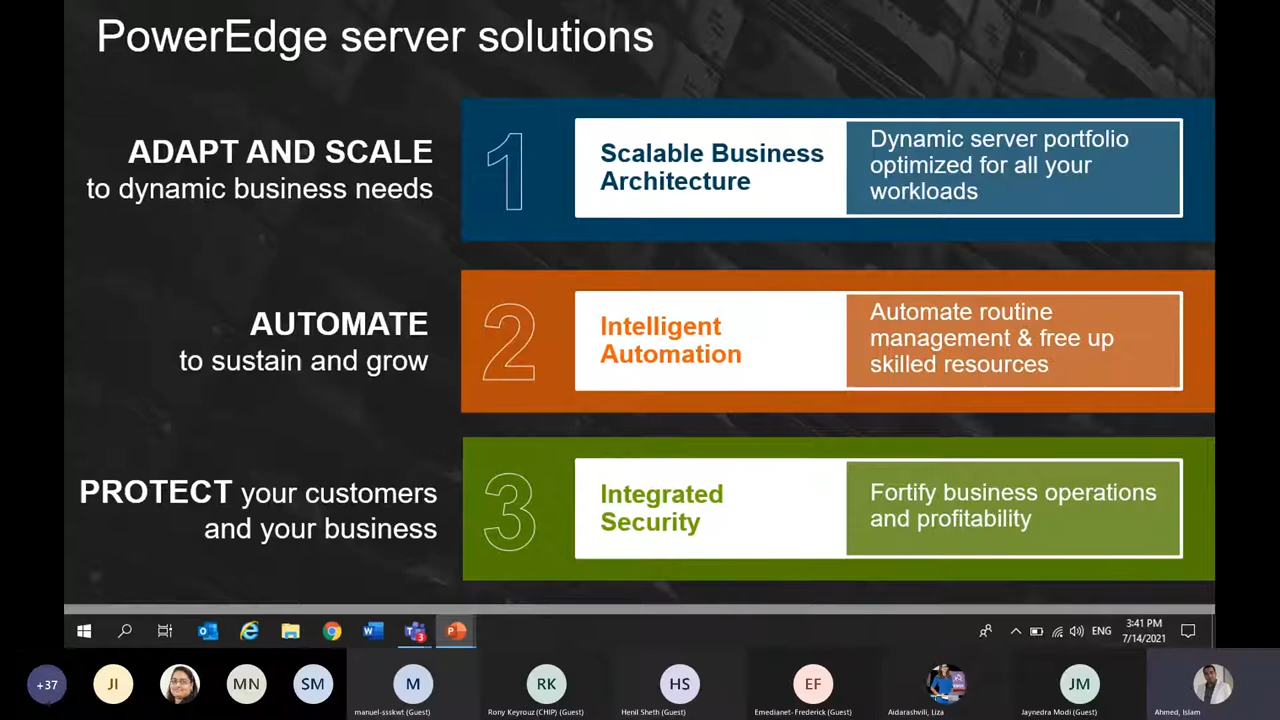 PowerEdge server solutions
ADAPT AND SCALE
to dynamic business needs
1
Scalable Business
Architecture
Dynamic server portfolio
optimized for all your
workloads
AUTOMATE
to sustain and grow
2
Intelligent
Automation
Automate routine
management & free up
skilled resources
PROTECT your customers
and your business
3
Integrated
Security
Fortify business operations
and profitability
3
ENG
3:41 PM
7/14/2021
+37
JI
MN
SM
M
manuel-ssskwt (Guest)
RK
Rony Keyrouz (CHIP) (Guest)
HS
Henil Sheth (Guest)
EF
Emedianet- Frederick (Guest)
Aidarashvili, Liza
JM
Jaynedra Modi (Guest)
Ahmed, Islam